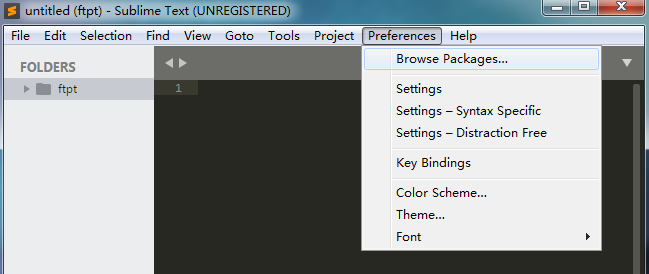 untitled (ftpt) - Sublime Text (UNREGISTERED)
File Edit Selection Find View Goto Tools Project Preferences Help
FOLDERS
ftpt
1
Browse Packages...
Settings
Settings – Syntax Specific
Settings – Distraction Free
Key Bindings
Color Scheme...
Theme...
Font